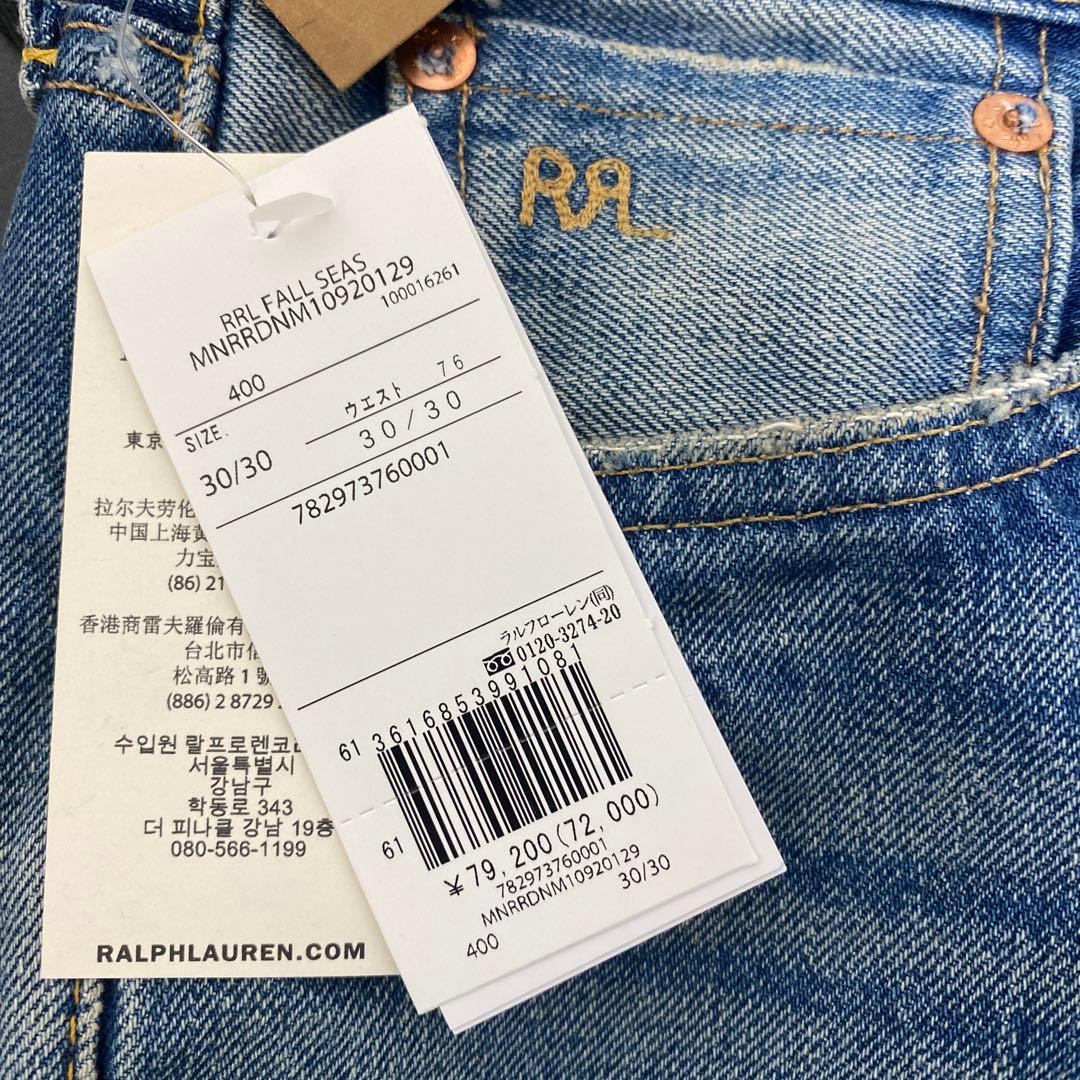 RRL
RRL FALL SEAS
MNRRDNM10920129
100016261
400
SIZE.
ウエスト 76
30/30
30/30
782973760001
ラルフローレン(同)
0120-3274-20
61 3616853991081
61
¥79,200(72,000)
782973760001
MNRRDNM10920129
30/30
400
東京
拉尔夫劳伦
中国上海黄
力宝
(86) 21
香港商雷夫羅倫有
台北市信
松高路 1 號
(886) 2 8729
수입원 랄프로렌코
서울특별시
강남구
학동로 343
더 피나클 강남 19층
080-566-1199
RALPHLAUREN.COM